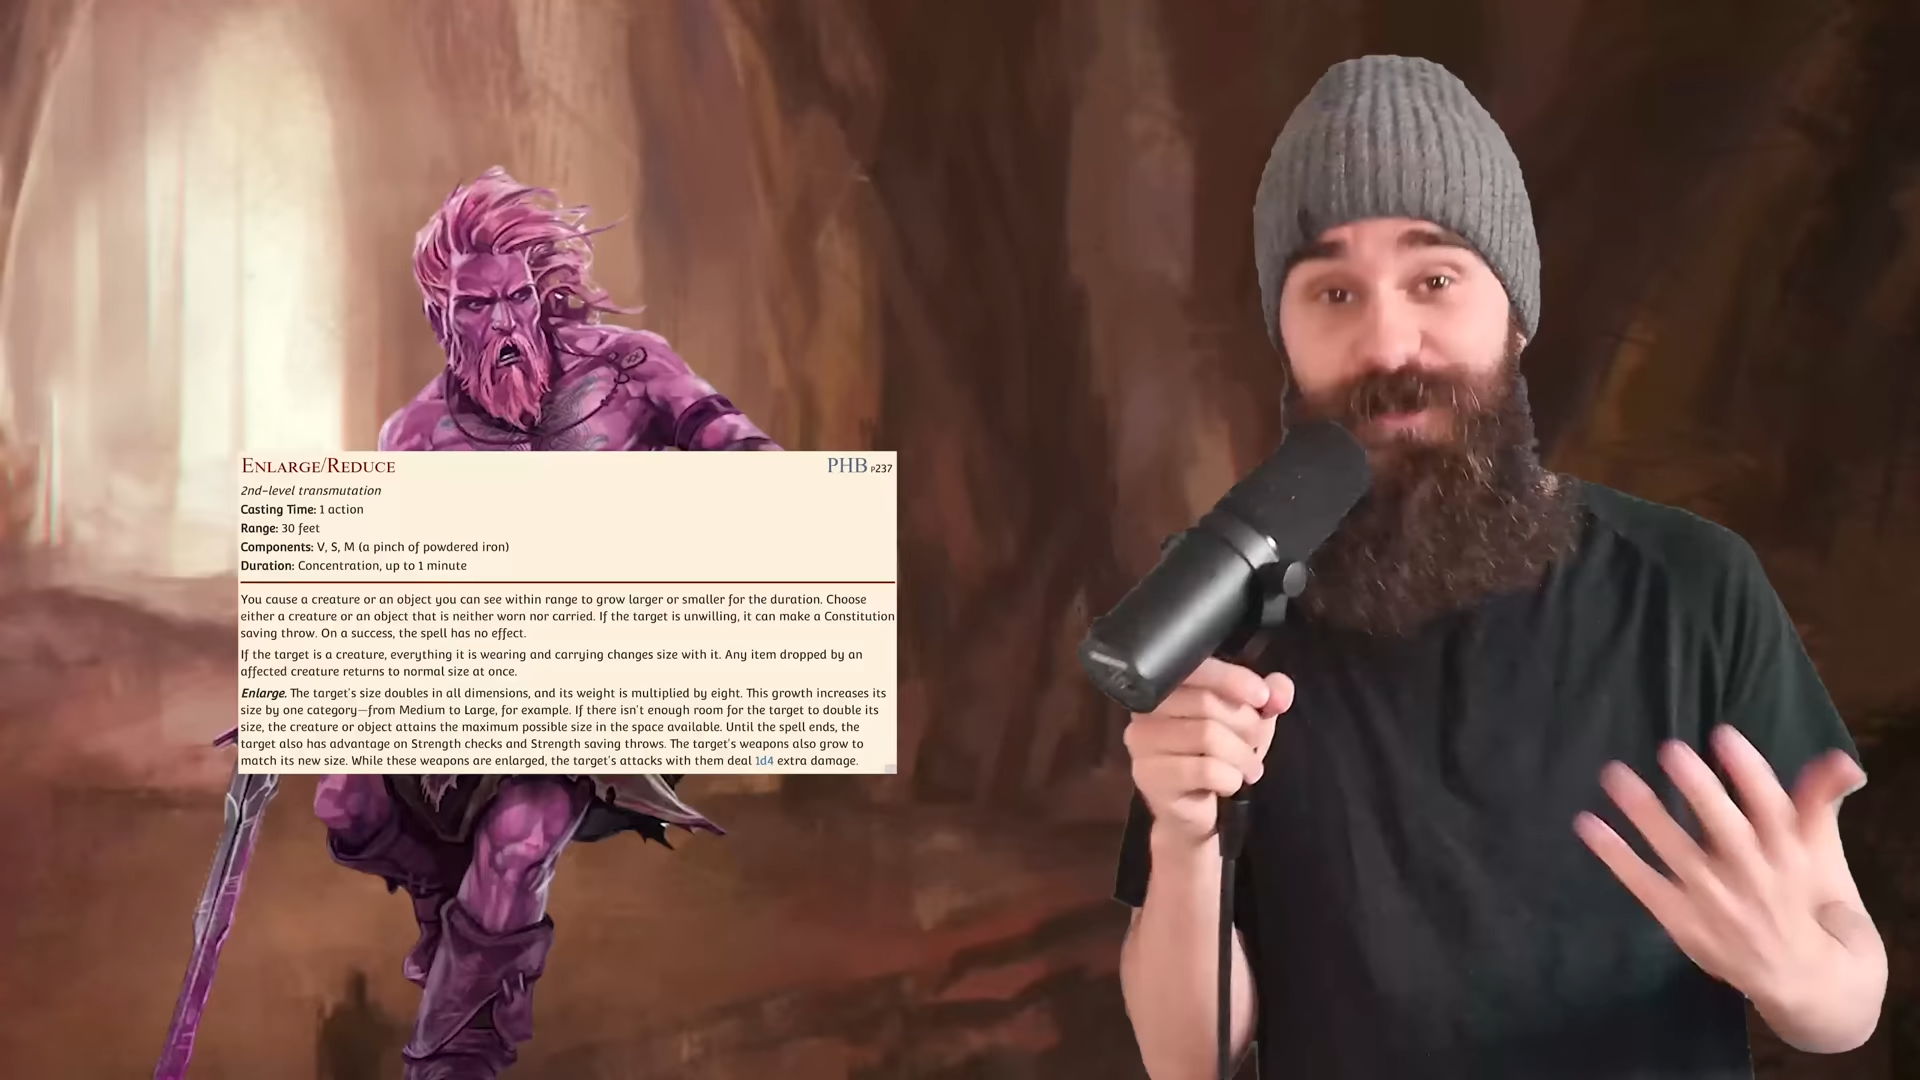 Enlarge/Reduce PHB p237
2nd-level transmutation
Casting Time: 1 action
Range: 30 feet
Components: V, S, M (a pinch of powdered iron)
Duration: Concentration, up to 1 minute
You cause a creature or an object you can see within range to grow larger or smaller for the duration. Choose
either a creature or an object that is neither worn nor carried. If the target is unwilling, it can make a Constitution
saving throw. On a success, the spell has no effect.
If the target is a creature, everything it is wearing and carrying changes size with it. Any item dropped by an
affected creature returns to normal size at once.
Enlarge. The target's size doubles in all dimensions, and its weight is multiplied by eight. This growth increases its
size by one category—from Medium to Large, for example. If there isn't enough room for the target to double its
size, the creature or object attains the maximum possible size in the space available. Until the spell ends, the
target also has advantage on Strength checks and Strength saving throws. The target's weapons also grow to
match its new size. While these weapons are enlarged, the target's attacks with them deal 1d4 extra damage.